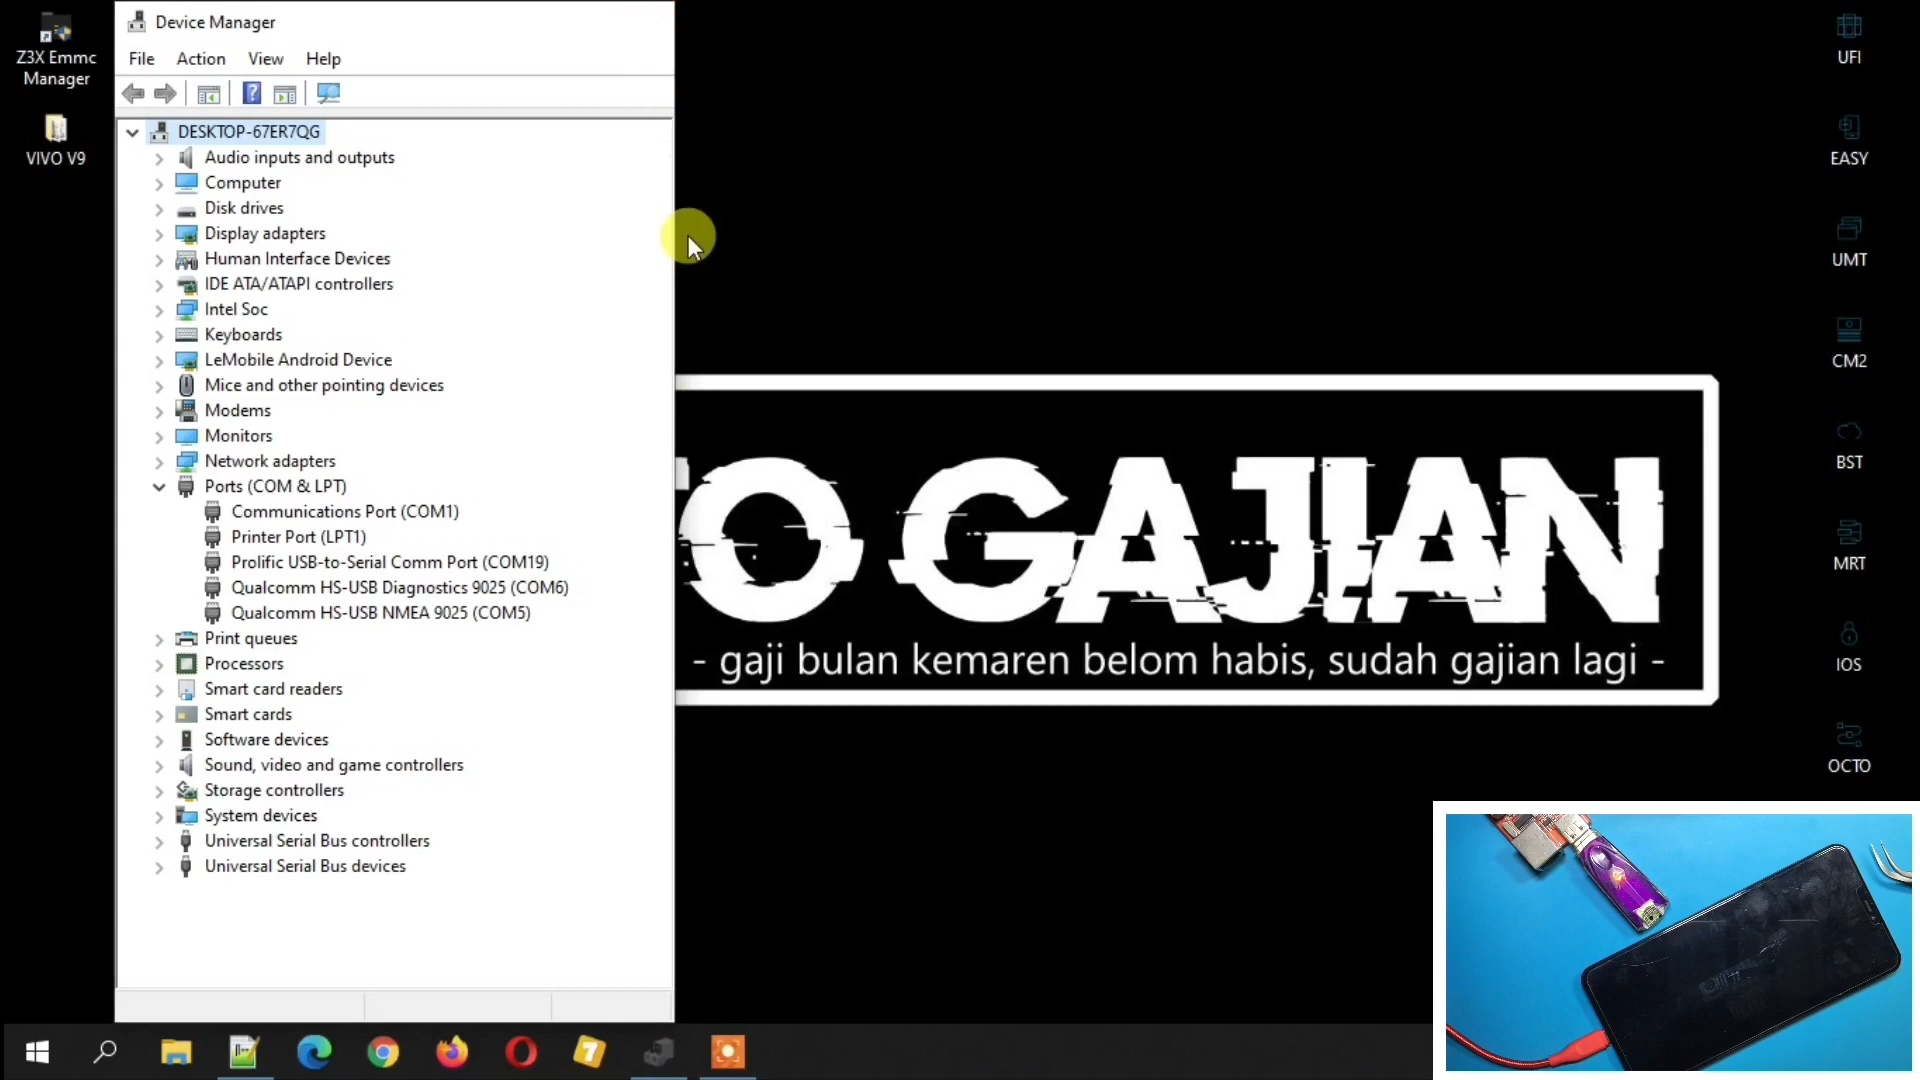 Z3X Emmc
Manager
VIVO V9
Device Manager
File Action View Help
DESKTOP-67ER7QG
Audio inputs and outputs
Computer
Disk drives
Display adapters
Human Interface Devices
IDE ATA/ATAPI controllers
Intel Soc
Keyboards
LeMobile Android Device
Mice and other pointing devices
Modems
Monitors
Network adapters
Ports (COM & LPT)
Communications Port (COM1)
Printer Port (LPT1)
Prolific USB-to-Serial Comm Port (COM19)
Qualcomm HS-USB Diagnostics 9025 (COM6)
Qualcomm HS-USB NMEA 9025 (COM5)
Print queues
Processors
Smart card readers
Smart cards
Software devices
Sound, video and game controllers
Storage controllers
System devices
Universal Serial Bus controllers
Universal Serial Bus devices
TO GAJIAN
- gaji bulan kemaren belom habis, sudah gajian lagi -
UFI
EASY
UMT
CM2
BST
MRT
IOS
OCTO